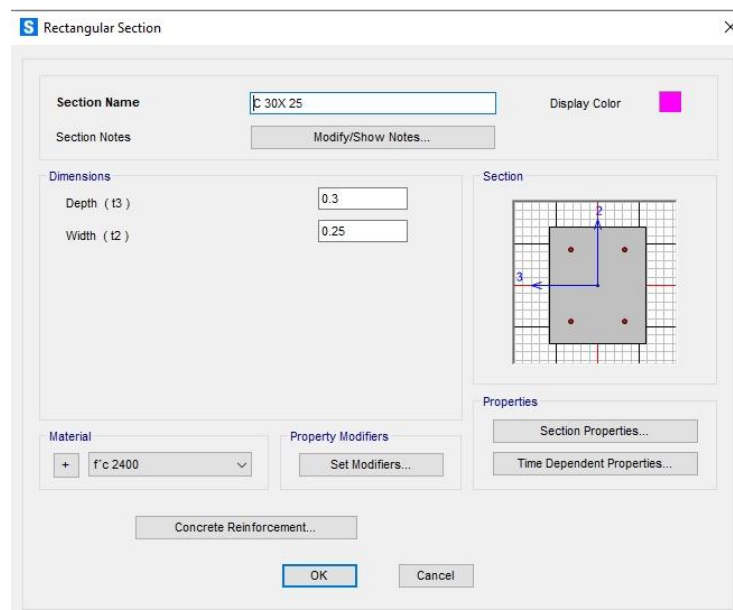 S Rectangular Section
Section Name C 30X 25 Display Color
Section Notes Modify/Show Notes...
Dimensions Section
Depth ( t3 ) 0.3
Width ( t2 ) 0.25
2
3
Properties
Section Properties...
Time Dependent Properties...
Material Property Modifiers
+ f´c 2400 Set Modifiers...
Concrete Reinforcement...
OK Cancel